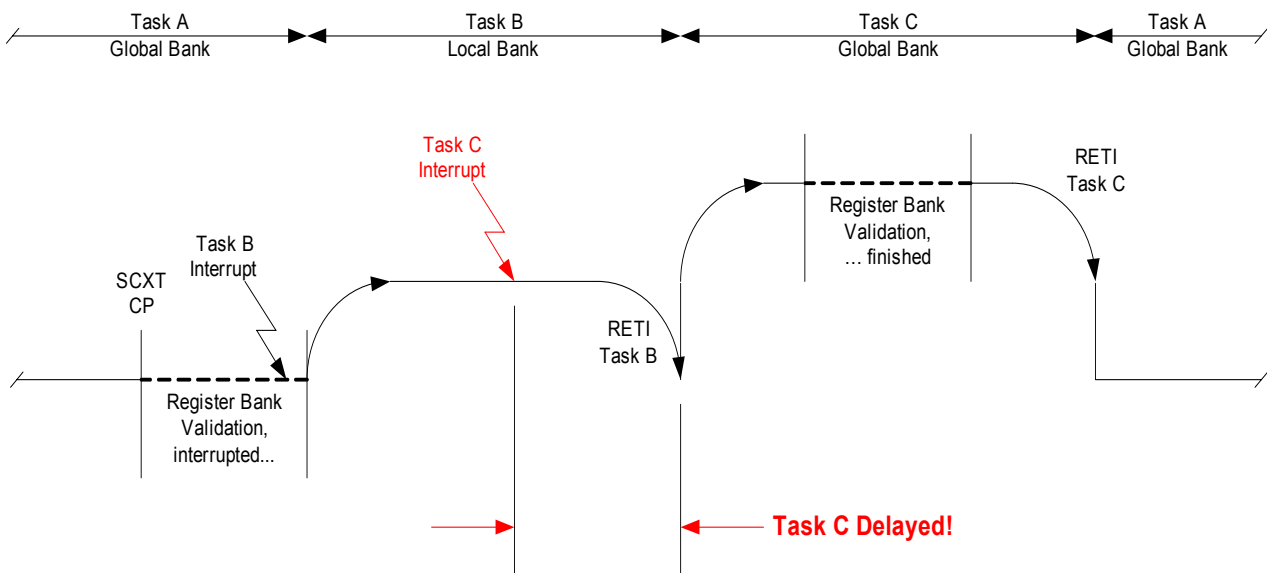 Task A
Global Bank
Task B
Local Bank
Task C
Global Bank
Task A
Global Bank
Task C
Interrupt
RETI
Task C
Register Bank
Validation,
... finished
Task B
Interrupt
SCXT
CP
RETI
Task B
Register Bank
Validation,
interrupted...
Task C Delayed!